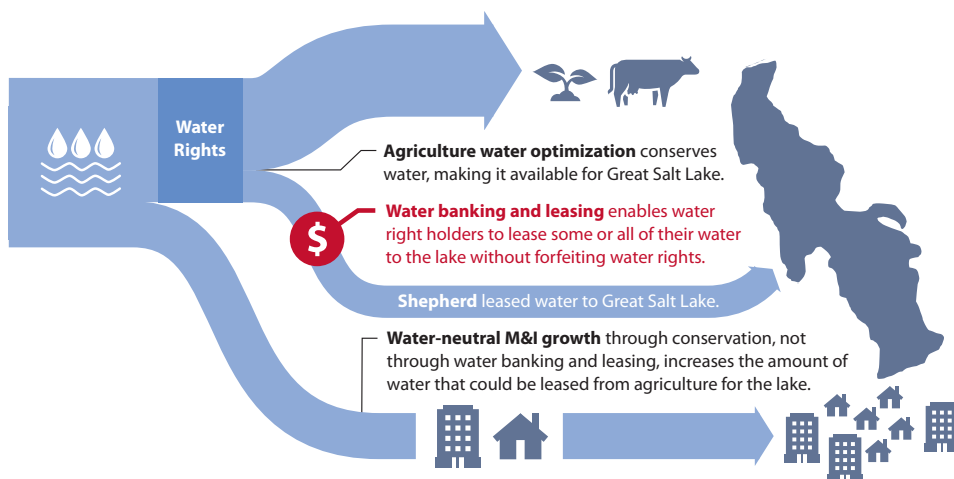 Water
Rights
Agriculture water optimization conserves
water, making it available for Great Salt Lake.
Water banking and leasing enables water
right holders to lease some or all of their water
to the lake without forfeiting water rights.
$
Shepherd leased water to Great Salt Lake.
Water-neutral M&I growth through conservation, not
through water banking and leasing, increases the amount of
water that could be leased from agriculture for the lake.